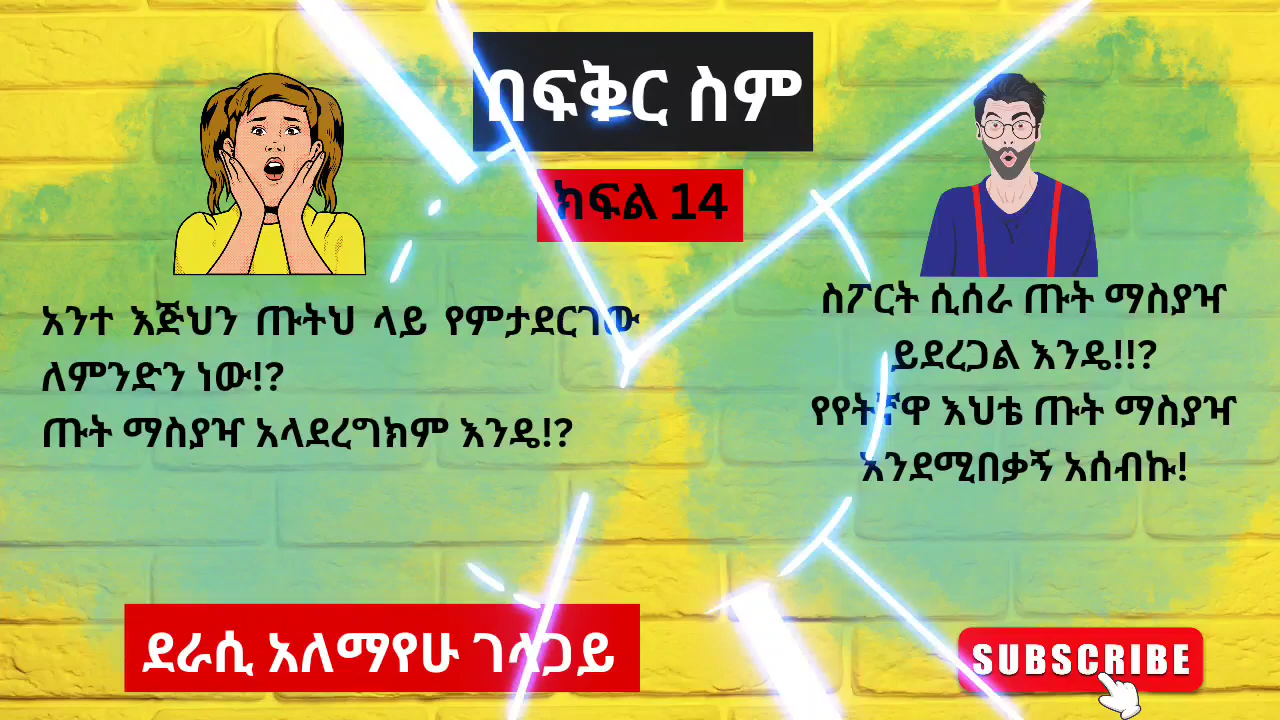 በፍቅር ስም
ክፍል 14
አንተ እጅህን ጡትህ ላይ የምታደርገው
ለምንድን ነው!?
ጡት ማስያዣ አላደረግክም እንዴ!?
ስፖርት ሲሰራ ጡት ማስያዣ
ይደረጋል እንዴ!!?
የየትኛዋ እህቴ ጡት ማስያዣ
እንደሚበቃኝ አሰብኩ!
ደራሲ አለማየሁ ገላጋይ
SUBSCRIBE